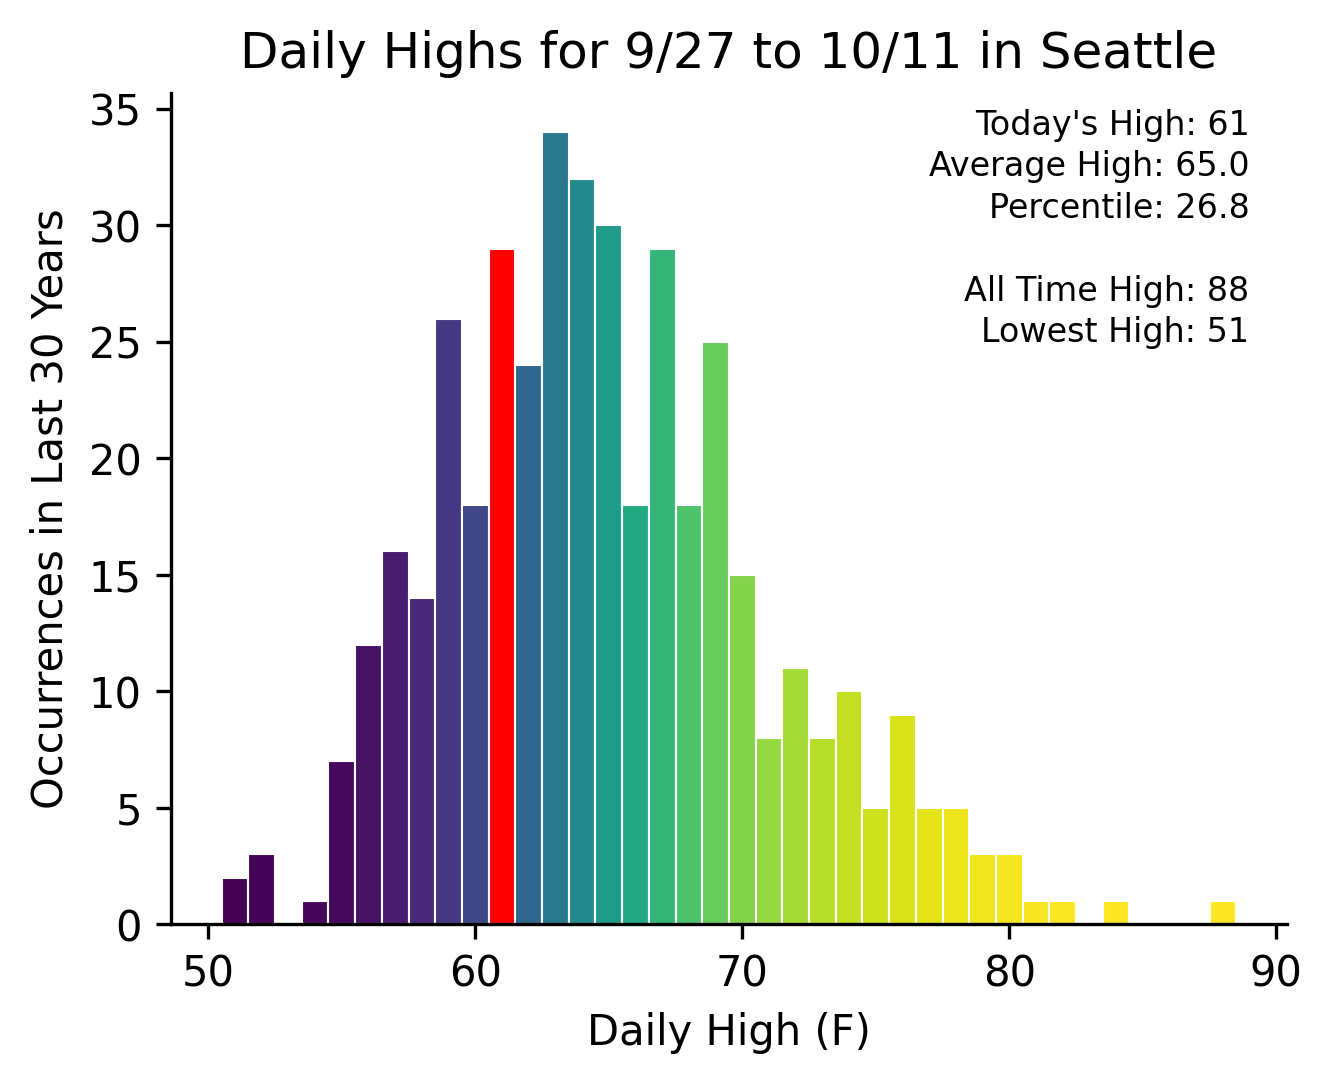 Daily Highs for 9/27 to 10/11 in Seattle
Today's High: 61
Average High: 65.0
Percentile: 26.8
All Time High: 88
Lowest High: 51
Occurrences in Last 30 Years
35
30
25
20
15
10
5
0
50 60 70 80 90
Daily High (F)